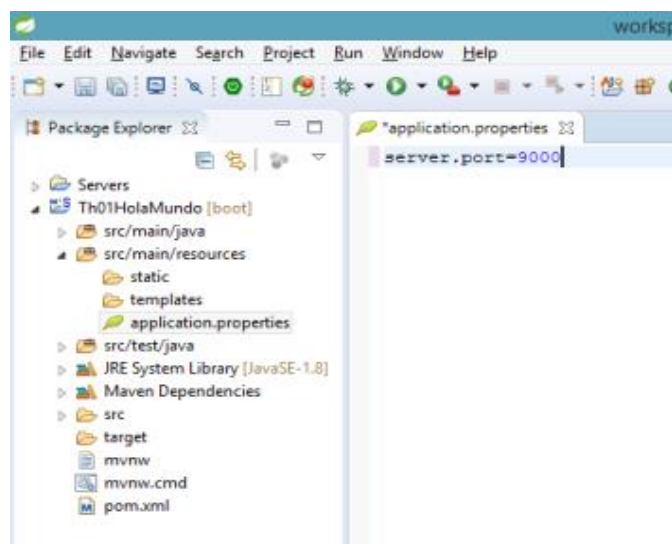 works
File Edit Navigate Search Project Run Window Help
Package Explorer
*application.properties
server.port=9000
Servers
Th01HolaMundo [boot]
src/main/java
src/main/resources
static
templates
application.properties
src/test/java
JRE System Library [JavaSE-1.8]
Maven Dependencies
src
target
mvnw
mvnw.cmd
pom.xml